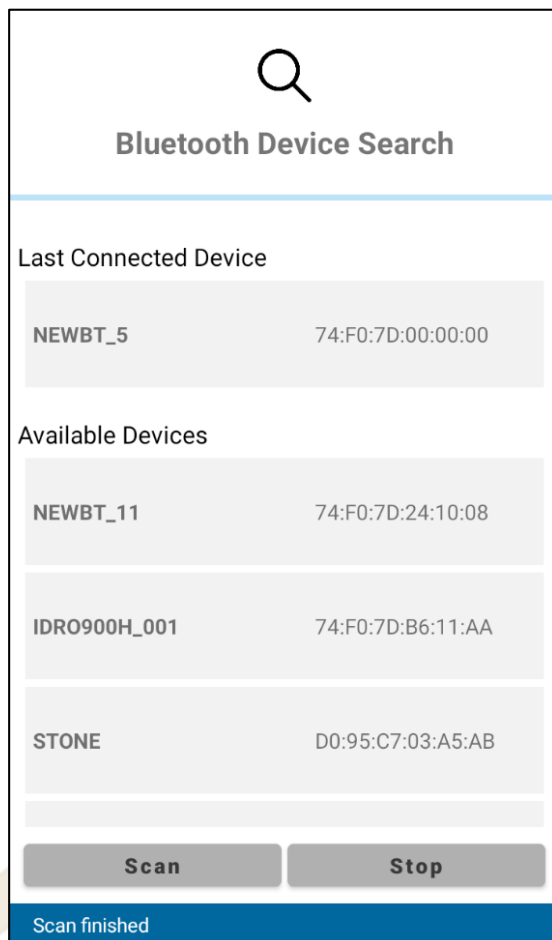 Bluetooth Device Search
Last Connected Device
NEWBT_5 74:F0:7D:00:00:00
Available Devices
NEWBT_11 74:F0:7D:24:10:08
IDRO900H_001 74:F0:7D:B6:11:AA
STONE D0:95:C7:03:A5:AB
Scan Stop
Scan finished